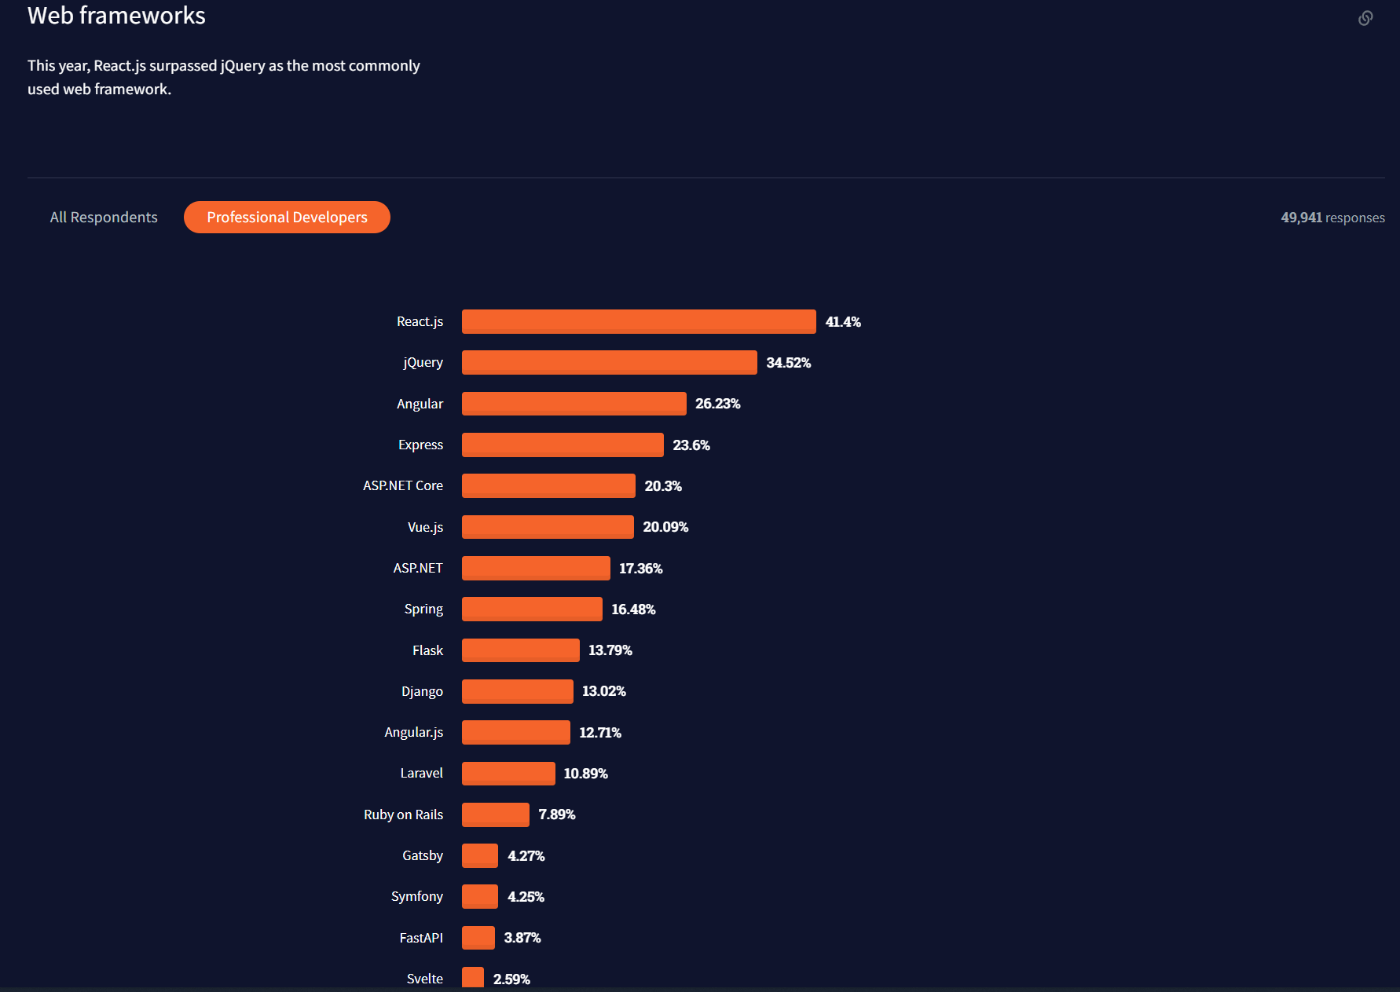 Web frameworks
This year, React.js surpassed jQuery as the most commonly
used web framework.
All Respondents
Professional Developers
49,941 responses
React.js 41.4%
jQuery 34.52%
Angular 26.23%
Express 23.6%
ASP.NET Core 20.3%
Vue.js 20.09%
ASP.NET 17.36%
Spring 16.48%
Flask 13.79%
Django 13.02%
Angular.js 12.71%
Laravel 10.89%
Ruby on Rails 7.89%
Gatsby 4.27%
Symfony 4.25%
FastAPI 3.87%
Svelte 2.59%